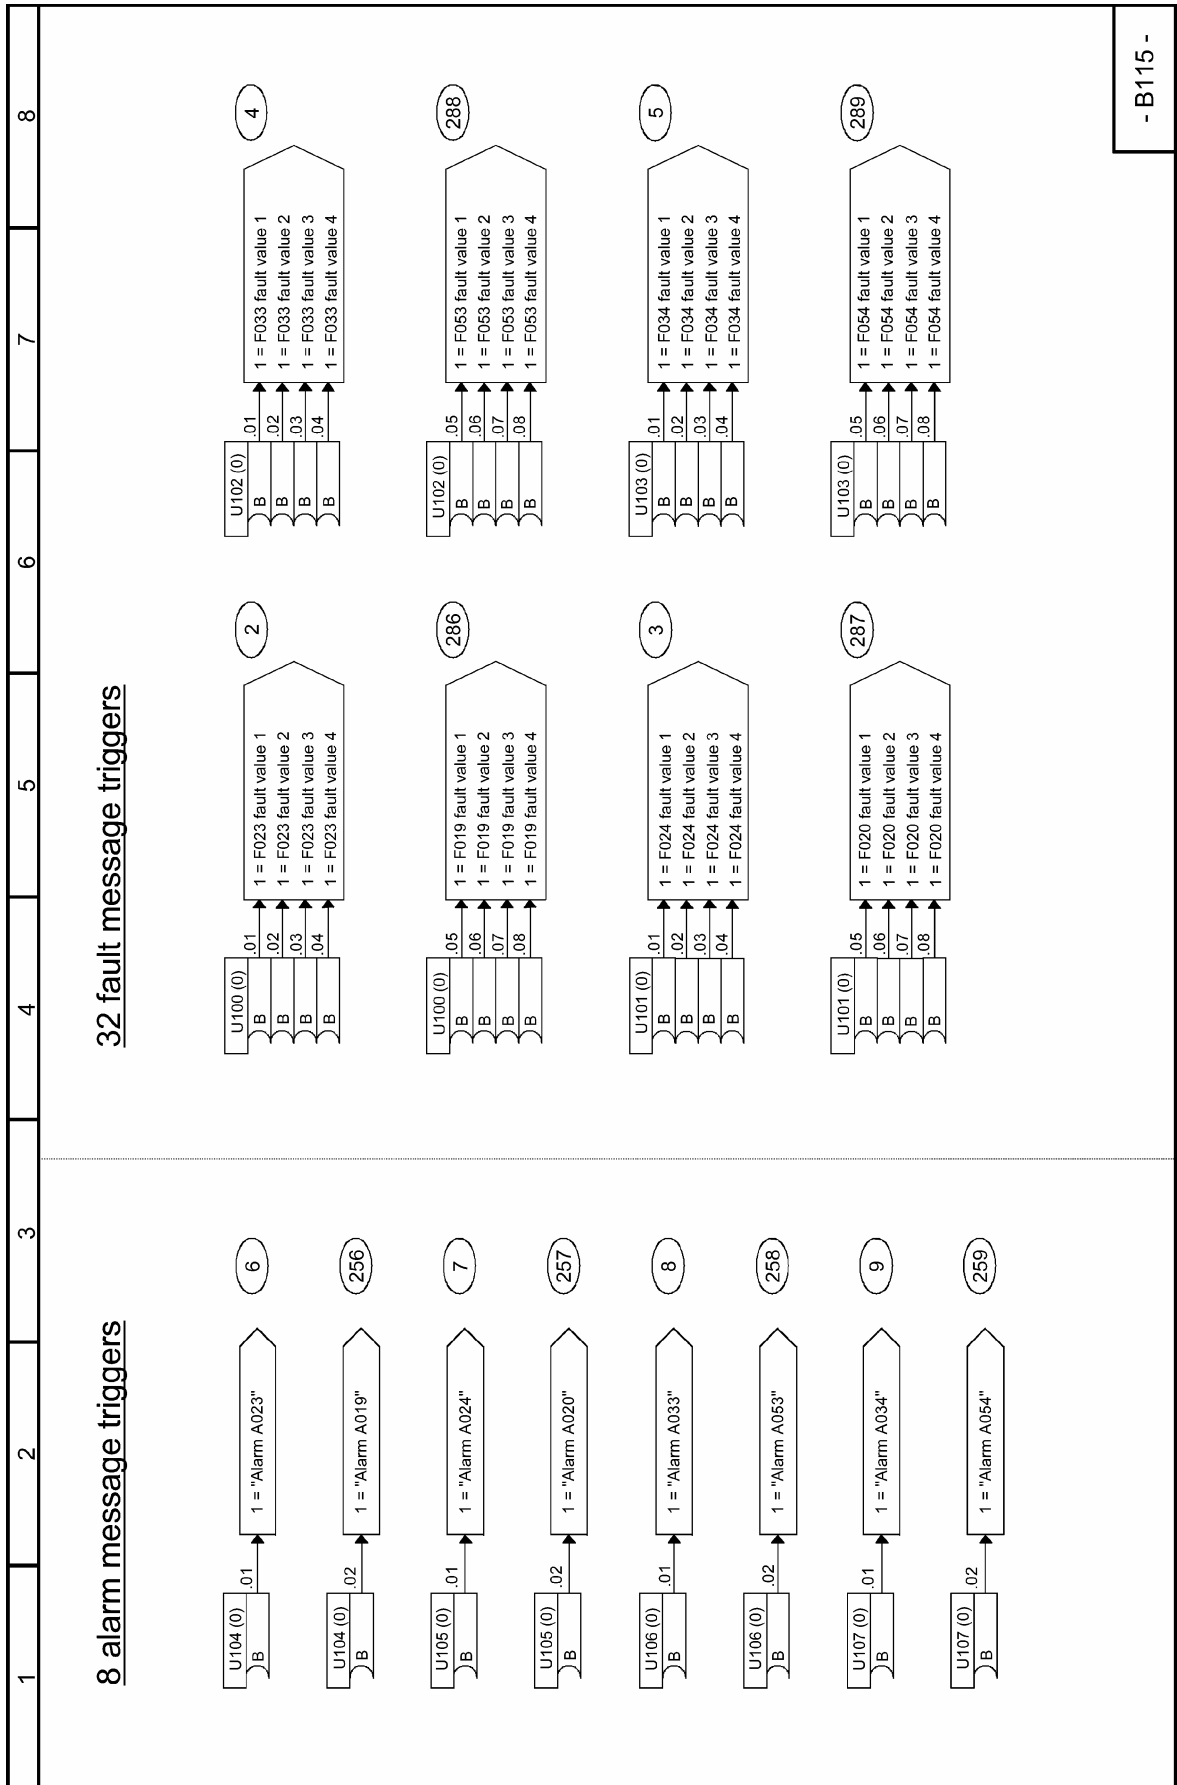 1 2 3 4 5 6 7 8
8 alarm message triggers
U104 (0)
B .01 1 = "Alarm A023" 6
U104 (0)
B .02 1 = "Alarm A019" 256
U105 (0)
B .01 1 = "Alarm A024" 7
U105 (0)
B .02 1 = "Alarm A020" 257
U106 (0)
B .01 1 = "Alarm A033" 8
U106 (0)
B .02 1 = "Alarm A053" 258
U107 (0)
B .01 1 = "Alarm A034" 9
U107 (0)
B .02 1 = "Alarm A054" 259
32 fault message triggers
U100 (0) 2
B .01 1 = F023 fault value 1
B .02 1 = F023 fault value 2
B .03 1 = F023 fault value 3
B .04 1 = F023 fault value 4
U100 (0) 286
B .05 1 = F019 fault value 1
B .06 1 = F019 fault value 2
B .07 1 = F019 fault value 3
B .08 1 = F019 fault value 4
U101 (0) 3
B .01 1 = F024 fault value 1
B .02 1 = F024 fault value 2
B .03 1 = F024 fault value 3
B .04 1 = F024 fault value 4
U101 (0) 287
B .05 1 = F020 fault value 1
B .06 1 = F020 fault value 2
B .07 1 = F020 fault value 3
B .08 1 = F020 fault value 4
U102 (0) 4
B .01 1 = F033 fault value 1
B .02 1 = F033 fault value 2
B .03 1 = F033 fault value 3
B .04 1 = F033 fault value 4
U102 (0) 288
B .05 1 = F053 fault value 1
B .06 1 = F053 fault value 2
B .07 1 = F053 fault value 3
B .08 1 = F053 fault value 4
U103 (0) 5
B .01 1 = F034 fault value 1
B .02 1 = F034 fault value 2
B .03 1 = F034 fault value 3
B .04 1 = F034 fault value 4
U103 (0) 289
B .05 1 = F054 fault value 1
B .06 1 = F054 fault value 2
B .07 1 = F054 fault value 3
B .08 1 = F054 fault value 4
- B115 -